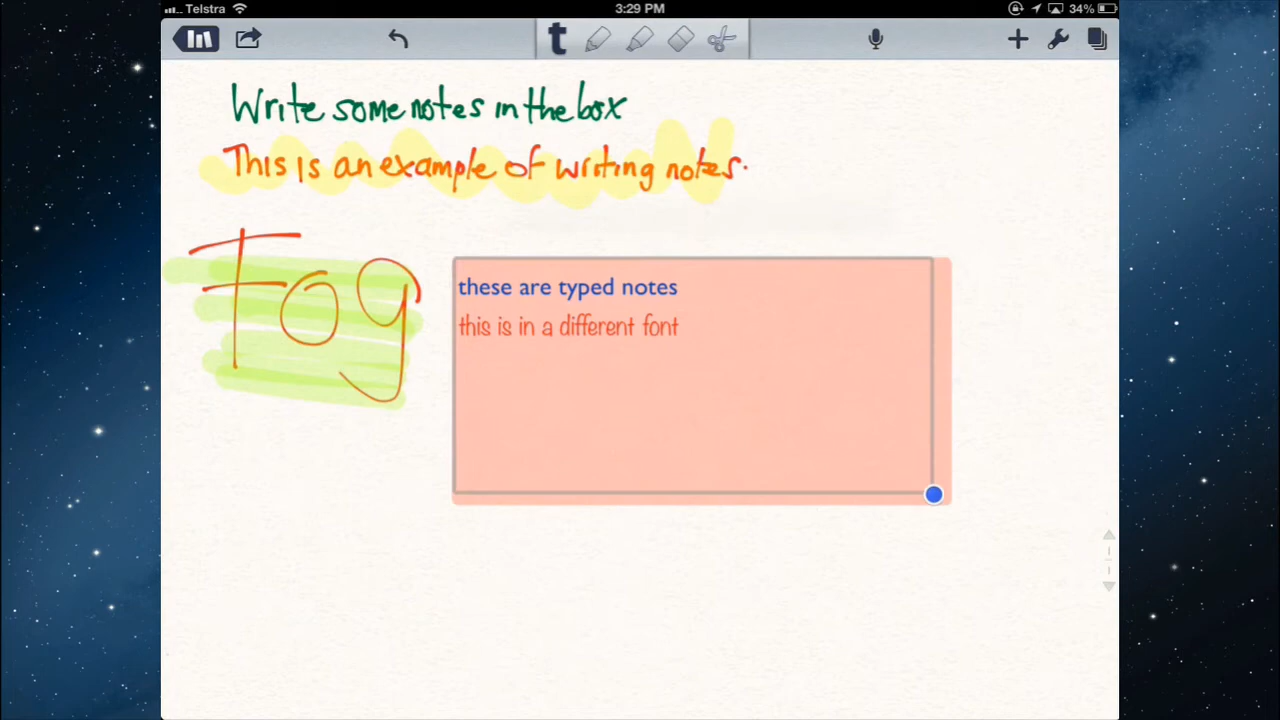 Telstra 3:29 PM 34%
t
Write some notes in the box
This is an example of writing notes.
Fog
these are typed notes
this is in a different font